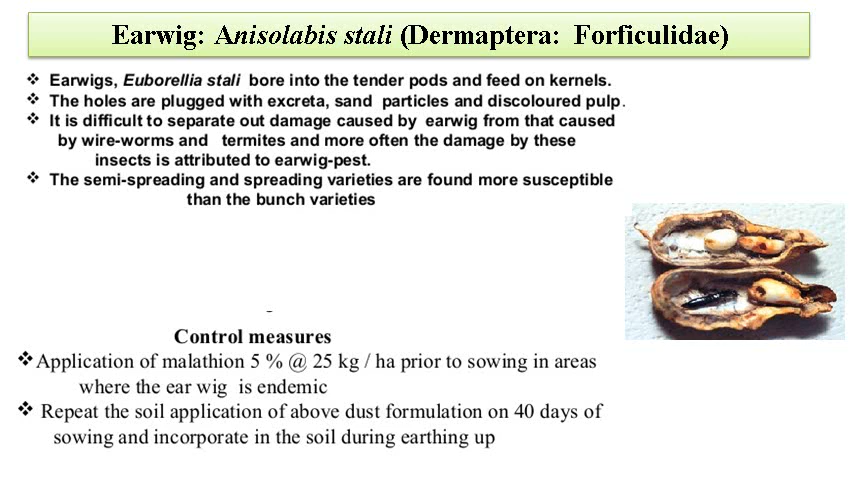 Earwig: Anisolabis stali (Dermaptera: Forficulidae)
❖ Earwigs, Euborellia stali bore into the tender pods and feed on kernels.
❖ The holes are plugged with excreta, sand particles and discoloured pulp.
❖ It is difficult to separate out damage caused by earwig from that caused
by wire-worms and termites and more often the damage by these
insects is attributed to earwig-pest.
❖ The semi-spreading and spreading varieties are found more susceptible
than the bunch varieties
-
Control measures
❖Application of malathion 5 % @ 25 kg / ha prior to sowing in areas
where the ear wig is endemic
❖ Repeat the soil application of above dust formulation on 40 days of
sowing and incorporate in the soil during earthing up